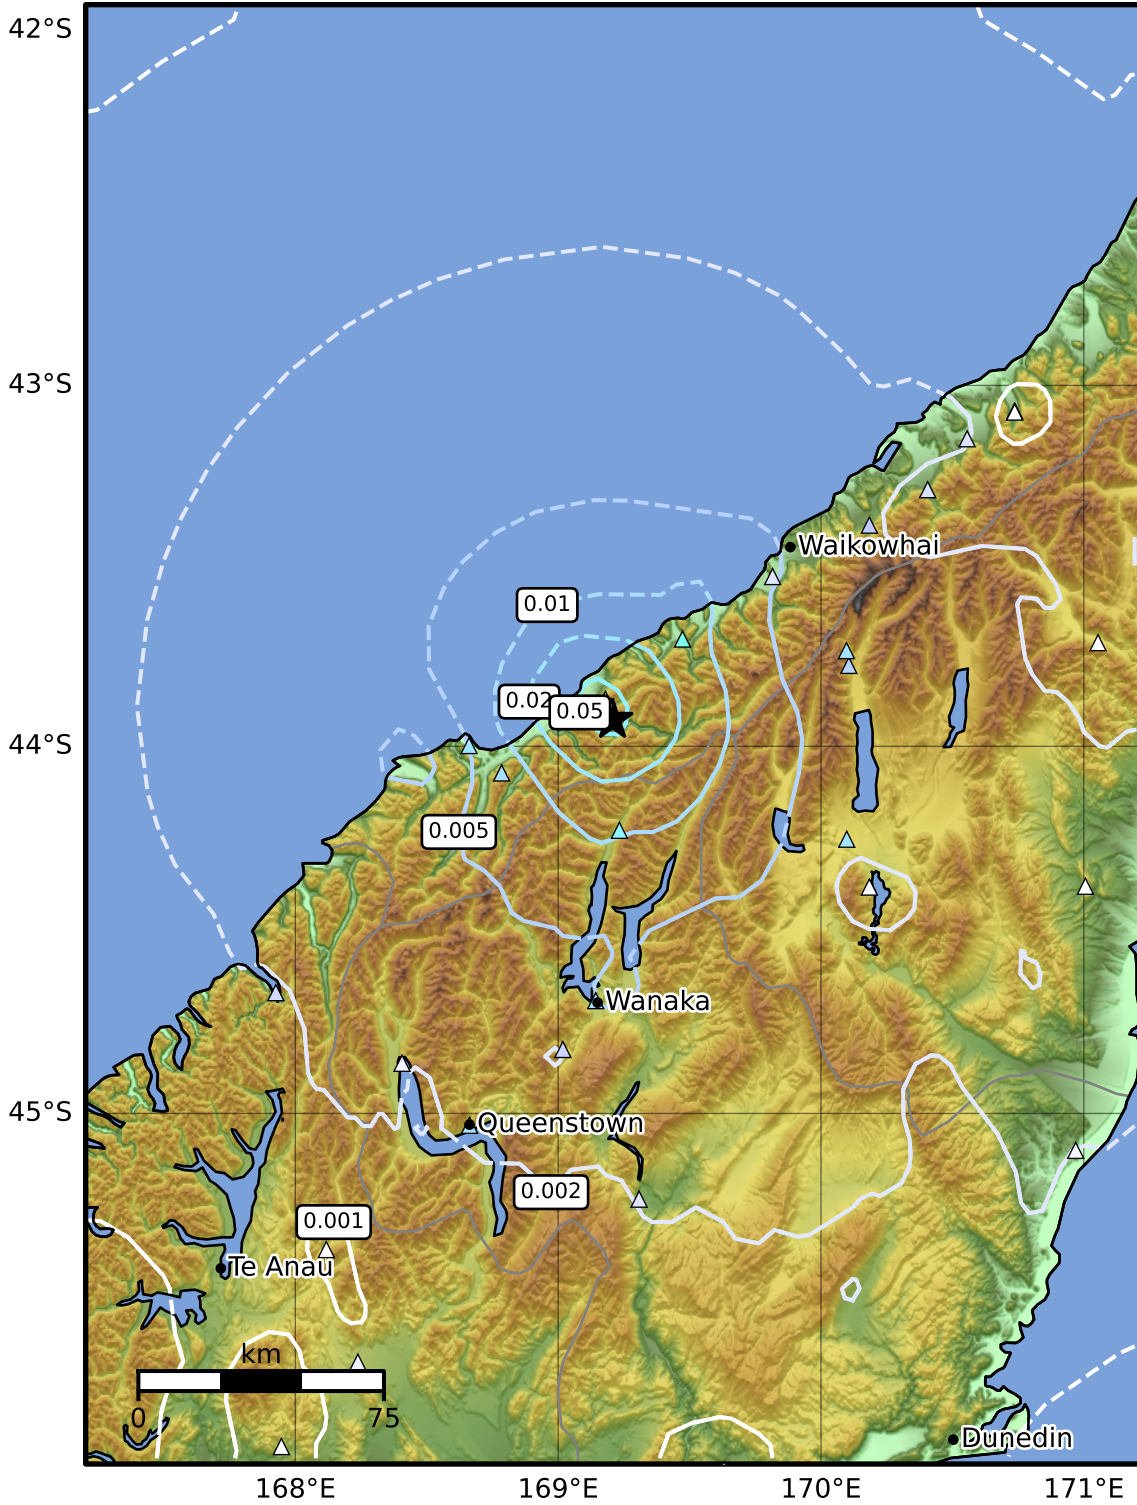 42°S
43°S
Waikowhai
0.01
0.02
0.05
44°S
0.005
Wanaka
45°S
Queenstown
0.002
0.001
Te Anau
km
0
75
Dunedin
168°E
169°E
170°E
171°E